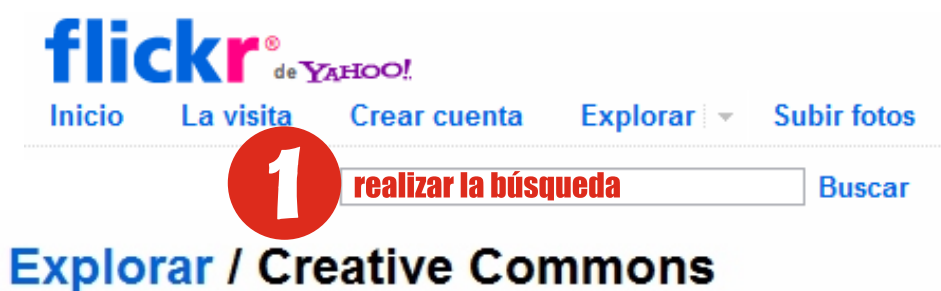 flickr® de YAHOO!
Inicio La visita Crear cuenta Explorar Subir fotos
1 realizar la búsqueda Buscar
Explorar / Creative Commons